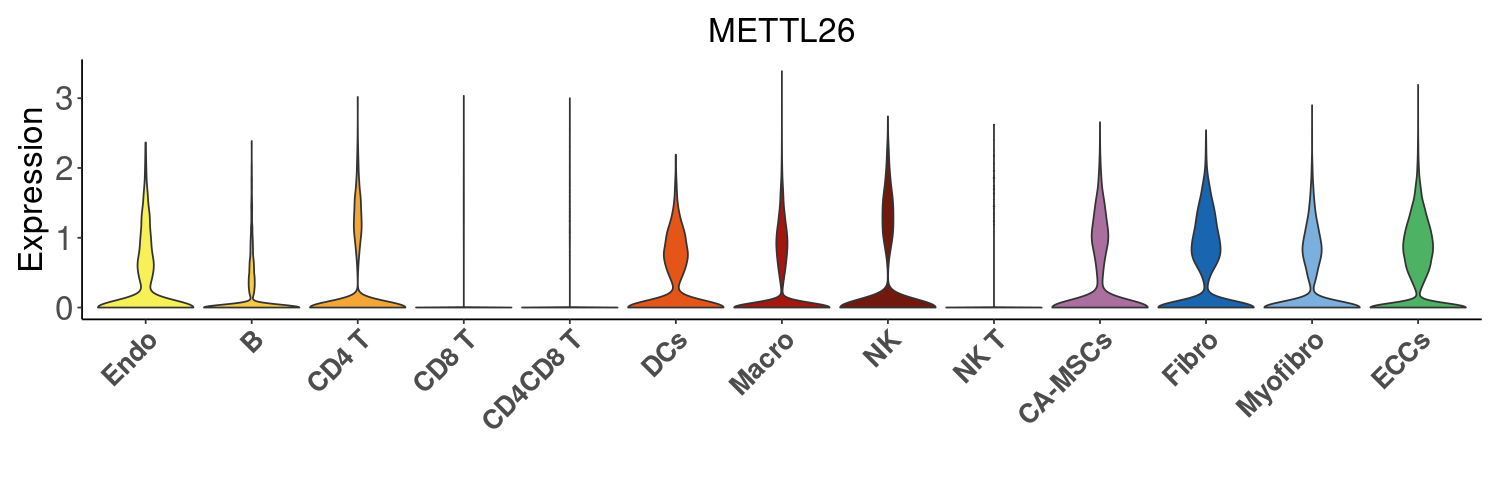 METTL26
Expression
3
2
1
0
Endo
B
CD4 T
CD8 T
CD4CD8 T
DCs
Macro
NK
NK T
CA-MSCs
Fibro
Myofibro
ECCs